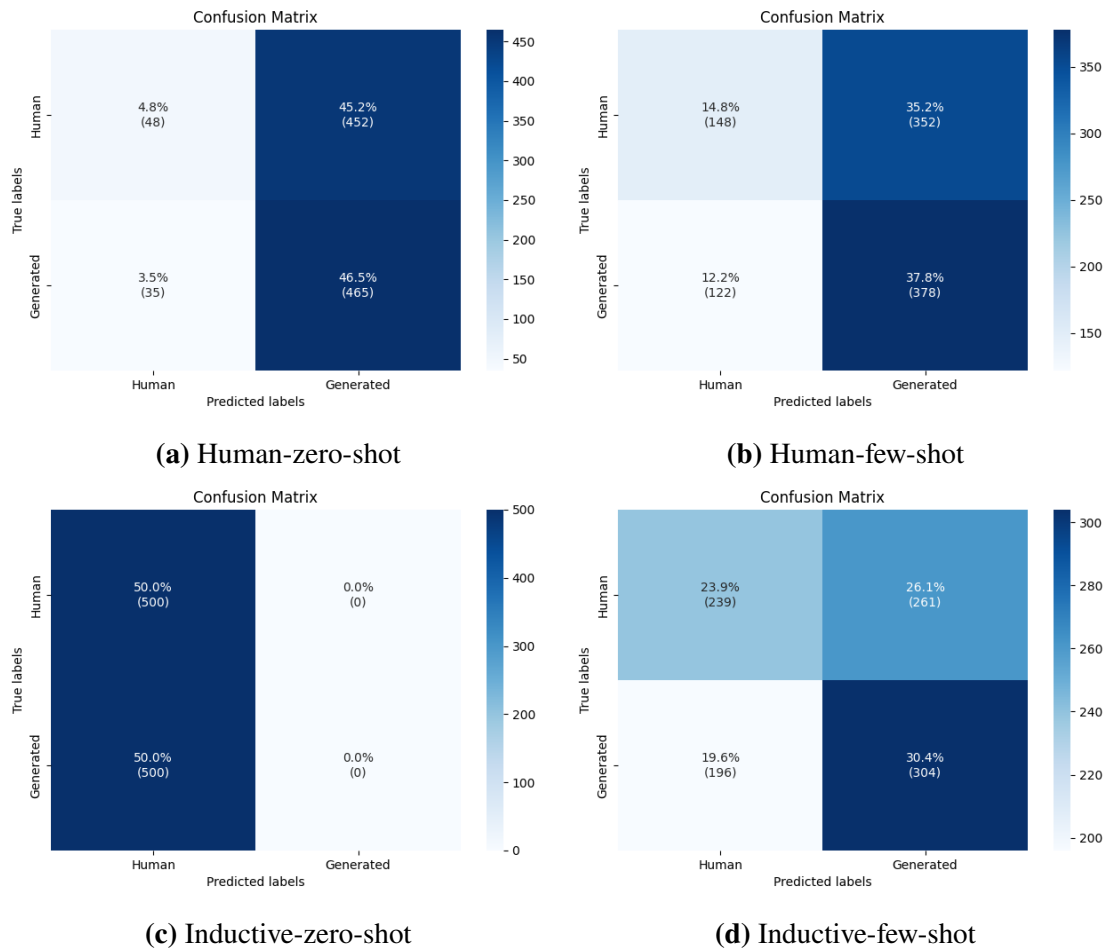 Confusion Matrix
Human
Generated
True labels
4.8%
(48)
45.2%
(452)
3.5%
(35)
46.5%
(465)
Human
Generated
Predicted labels
450
400
350
300
250
200
150
100
50
(a) Human-zero-shot
Confusion Matrix
Human
Generated
True labels
14.8%
(148)
35.2%
(352)
12.2%
(122)
37.8%
(378)
Human
Generated
Predicted labels
350
300
250
200
150
(b) Human-few-shot
Confusion Matrix
Human
Generated
True labels
50.0%
(500)
0.0%
(0)
50.0%
(500)
0.0%
(0)
Human
Generated
Predicted labels
500
400
300
200
100
0
(c) Inductive-zero-shot
Confusion Matrix
Human
Generated
True labels
23.9%
(239)
26.1%
(261)
19.6%
(196)
30.4%
(304)
Human
Generated
Predicted labels
300
280
260
240
220
200
(d) Inductive-few-shot